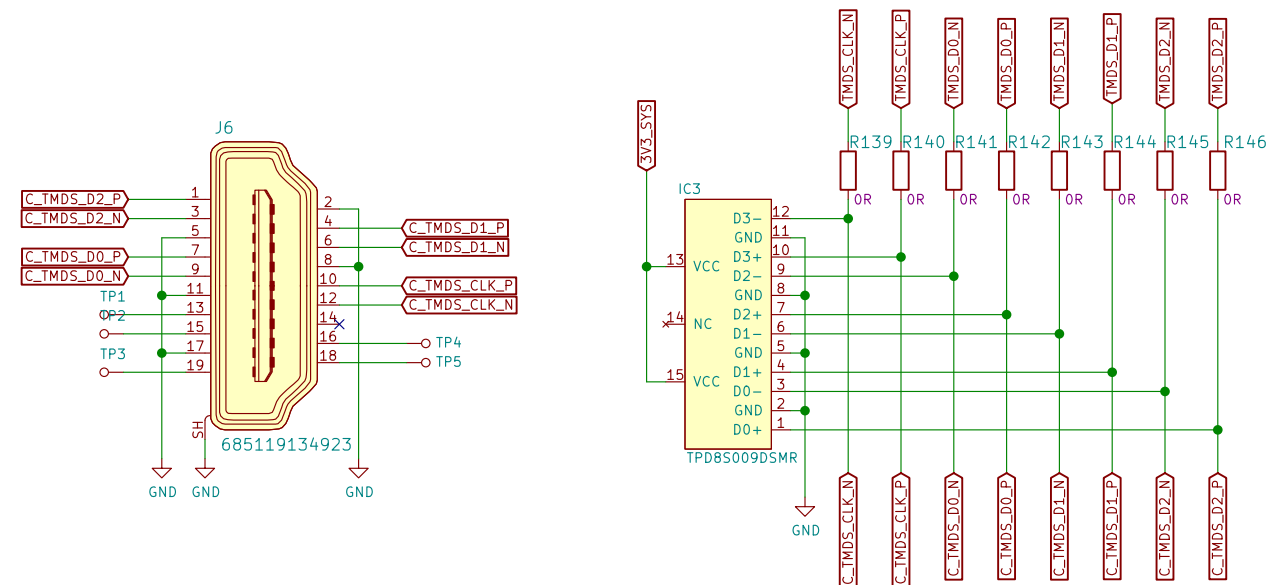 TMDS_CLK_N
TMDS_CLK_P
TMDS_D0_N
TMDS_D0_P
TMDS_D1_N
TMDS_D1_P
TMDS_D2_N
TMDS_D2_P
3V3_SYS
R139
R140
R141
R142
R143
R144
R145
R146
0R
0R
0R
0R
0R
0R
0R
0R
J6
C_TMDS_D2_P
C_TMDS_D2_N
C_TMDS_D0_P
C_TMDS_D0_N
TP1
TP2
TP3
1
3
5
7
9
11
13
15
17
19
SH
2
4
6
8
10
12
14
16
18
C_TMDS_D1_P
C_TMDS_D1_N
C_TMDS_CLK_P
C_TMDS_CLK_N
TP4
TP5
685119134923
GND
GND
GND
IC3
13 VCC
14 NC
15 VCC
D3- 12
GND 11
D3+ 10
D2- 9
GND 8
D2+ 7
D1- 6
GND 5
D1+ 4
D0- 3
GND 2
D0+ 1
TPD8S009DSMR
GND
C_TMDS_CLK_N
C_TMDS_CLK_P
C_TMDS_D0_N
C_TMDS_D0_P
C_TMDS_D1_N
C_TMDS_D1_P
C_TMDS_D2_N
C_TMDS_D2_P